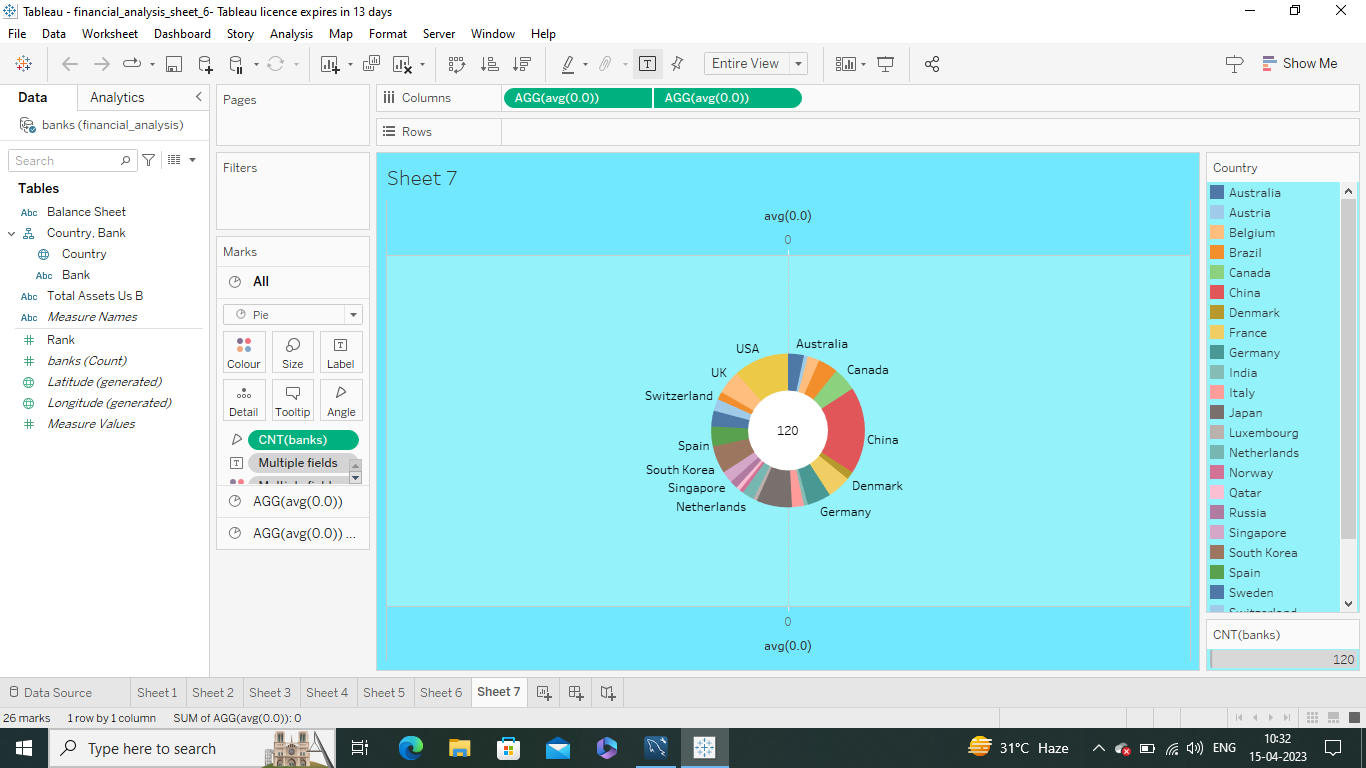 Tableau - financial_analysis_sheet_6- Tableau licence expires in 13 days
File Data Worksheet Dashboard Story Analysis Map Format Server Window Help
Entire View
Show Me
Data Analytics
banks (financial_analysis)
Search
Tables
Abc Balance Sheet
Country, Bank
Country
Abc Bank
Abc Total Assets Us B
Abc Measure Names
Rank
banks (Count)
Latitude (generated)
Longitude (generated)
Measure Values
Pages
Filters
Marks
All
Pie
Colour Size Label
Detail Tooltip Angle
CNT(banks)
Multiple fields
Multiple fields
AGG(avg(0.0))
AGG(avg(0.0)) ...
Columns AGG(avg(0.0)) AGG(avg(0.0))
Rows
Sheet 7
avg(0.0)
0
USA
Australia
UK
Canada
Switzerland
120
China
Spain
South Korea
Denmark
Singapore
Netherlands
Germany
0
avg(0.0)
Country
Australia
Austria
Belgium
Brazil
Canada
China
Denmark
France
Germany
India
Italy
Japan
Luxembourg
Netherlands
Norway
Qatar
Russia
Singapore
South Korea
Spain
Sweden
Switzerland
CNT(banks)
120
Data Source Sheet 1 Sheet 2 Sheet 3 Sheet 4 Sheet 5 Sheet 6 Sheet 7
26 marks 1 row by 1 column SUM of AGG(avg(0.0)): 0
Type here to search
31°C Haze
ENG
10:32
15-04-2023